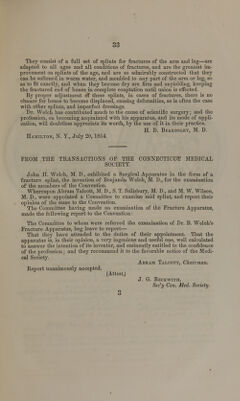 33
They consist of a full set of splints for fractures of the arm and leg—are
adapted to all ages and all conditions of fractures, and are the greatest im-
provement on splints of the age, and are so admirably constructed that they
can be softened in warm water, and moulded to any part of the arm or leg, so
as to fit exactly, and when they become dry are firm and unyielding, keeping
the fractured end of bones in complete coaptation until union is effected.
By proper adjustment of these splints, in cases of fractures, there is no
chance for bones to become displaced, causing deformities, as is often the case
with other splints, and imperfect dressings.
Dr. Welch has contributed much to the cause of scientific surgery; and the
profession, on becoming acquainted with his apparatus, and its mode of appli-
cation, will doubtless appreciate its worth, by the use of it in their practice.
H. D. Beardsley, M. D.
Hamilton, N. Y., July 20, 1854.
FROM THE TRANSACTIONS OF THE CONNECTICUT MEDICAL
SOCIETY.
John H. Welch, M. D., exhibited a Surgical Apparatus in the form of a
fracture splint, the invention of Benjamin Welch, M. D., for the examination
of the members of the Convention.
Whereupon Abram Talcott, M. D., S. T. Salisbury, M. D., and M. W. Wilson,
M. D., were appointed a Committee to examine said splint, and report their
opinion of the same to the Convention.
The Committee having made an examination of the Fracture Apparatus,
made the following report to the Convention:
The Committee to whom were referred the examination of Dr. B. Welch's
Fracture Apparatus, beg leave to report—
That they have attended to the duties of their appointment. That the
apparatus is, in their opinion, a very ingenious and useful one, well calculated
to answer the intention of its inventor, and eminently entitled to the confidence
of the profession; and they recommend it to the favorable notice of the Medi-
cal Society.
Abram Talcott, Chairman.
Report unanimously accepted.
(Attest,)
J. G. Beckwith,
Sec'y Con. Med. Society.
3